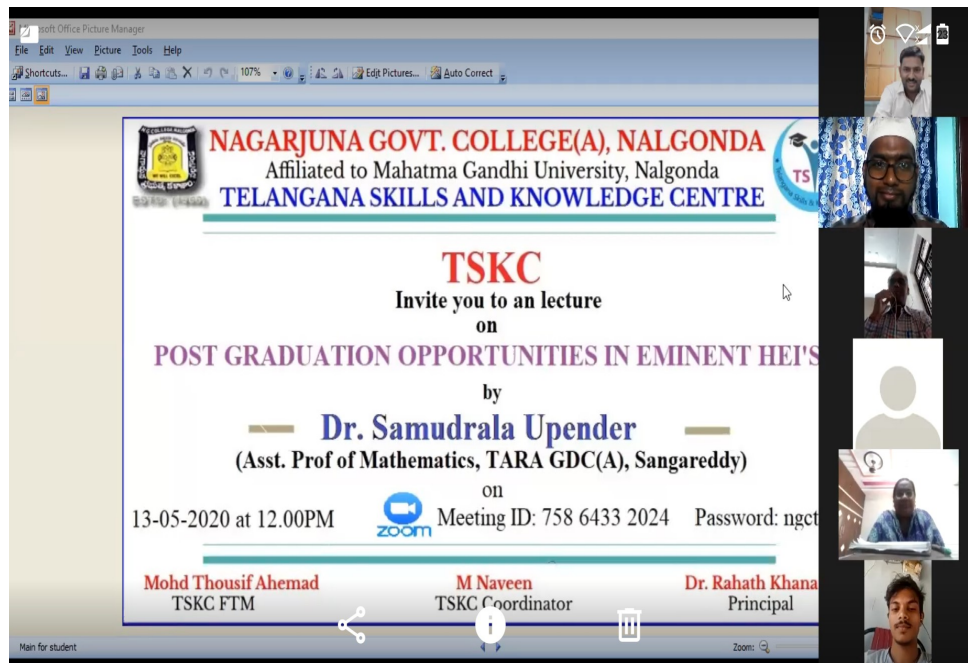 Microsoft Office Picture Manager
File Edit View Picture Tools Help
Shortcuts... 107% Edit Pictures... Auto Correct
23
NAGARJUNA GOVT. COLLEGE(A), NALGONDA
Affiliated to Mahatma Gandhi University, Nalgonda
TELANGANA SKILLS AND KNOWLEDGE CENTRE
TS
TSKC
Invite you to an lecture
on
POST GRADUATION OPPORTUNITIES IN EMINENT HEI'S
by
Dr. Samudrala Upender
(Asst. Prof of Mathematics, TARA GDC(A), Sangareddy)
on
13-05-2020 at 12.00PM zoom Meeting ID: 758 6433 2024 Password: ngct
Mohd Thousif Ahemad M Naveen Dr. Rahath Khana
TSKC FTM TSKC Coordinator Principal
Main for student Zoom: